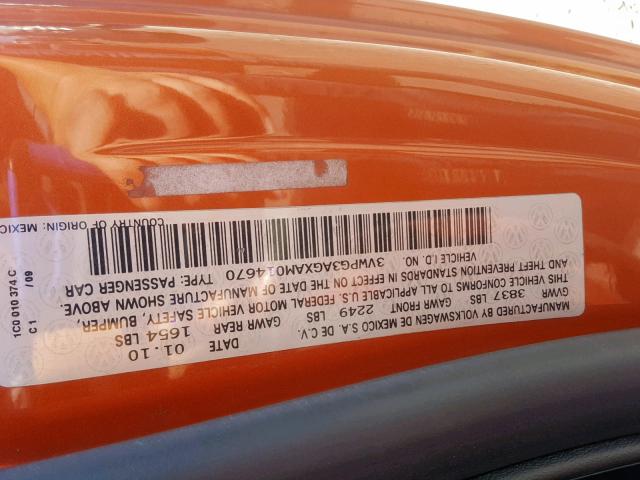 MANUFACTURED BY VOLKSWAGEN DE MEXICO S.A. DE C.V. DATE 01.10
GVWR 3837 LBS GAWR FRONT 2249 LBS GAWR REAR 1654 LBS
THIS VEHICLE CONFORMS TO ALL APPLICABLE U.S. FEDERAL MOTOR VEHICLE SAFETY, BUMPER,
AND THEFT PREVENTION STANDARDS IN EFFECT ON THE DATE OF MANUFACTURE SHOWN ABOVE.
VEHICLE I.D. NO. 3VWPG3AGXAM014670 TYPE: PASSENGER CAR
COUNTRY OF ORIGIN: MEXIC
1C0 010 374 C
C1 /09